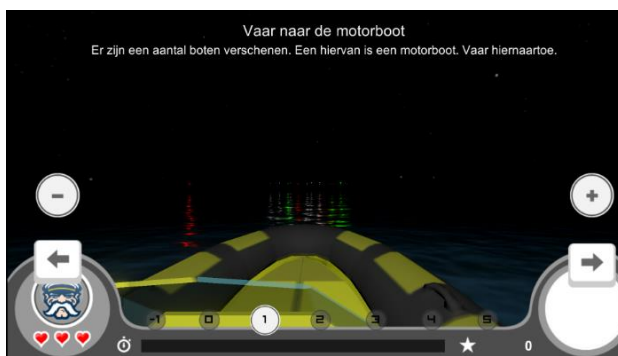 Vaar naar de motorboot
Er zijn een aantal boten verschenen. Een hiervan is een motorboot. Vaar hiernaartoe.
-1 0 1 2 3 4 5
0